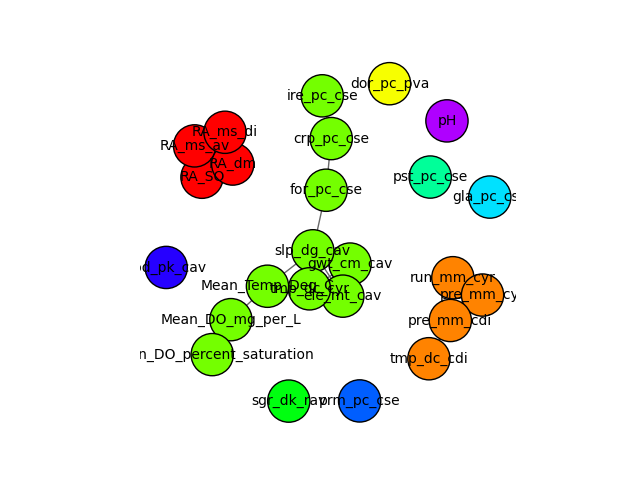 dor_pc_pva
ire_pc_cse
pH
RA_ms_di
crp_pc_cse
RA_ms_av
RA_dm
RA_SO
pst_pc_cse
for_pc_cse
gla_pc_cs
slp_dg_cav
gwt_cm_cav
d_pk_cav
run_mm_cyr
Mean_Temp_Deg_C
tmp_dc_cyr
ele_mt_cav
pre_mm_cy
Mean_DO_mg_per_L
pre_mm_cdi
n_DO_percent_saturation
tmp_dc_cdi
sgr_dk_rav
prm_pc_cse